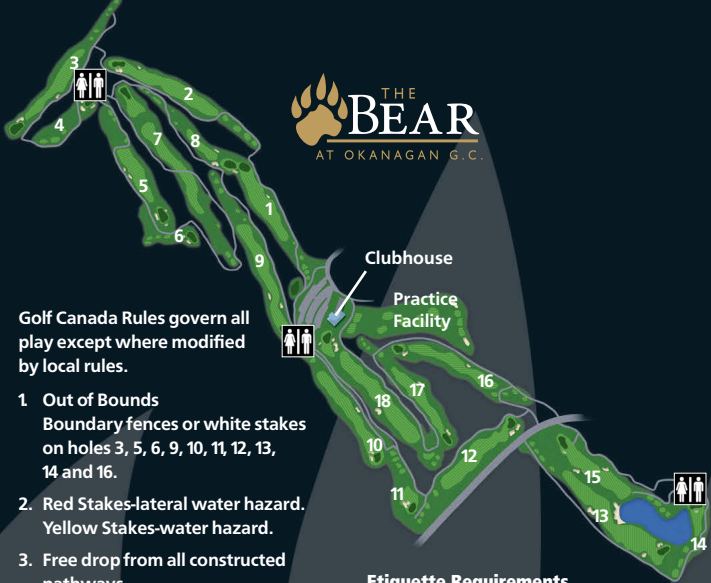 THE
BEAR
AT OKANAGAN G.C.
3
2
4
7
8
5
1
6
9
Clubhouse
Practice
Facility
16
17
18
10
12
11
15
13
14
Golf Canada Rules govern all
play except where modified
by local rules.
1 Out of Bounds
Boundary fences or white stakes
on holes 3, 5, 6, 9, 10, 11, 12, 13,
14 and 16.
2. Red Stakes-lateral water hazard.
Yellow Stakes-water hazard.
3. Free drop from all constructed
pathways
Etiquette Requirements